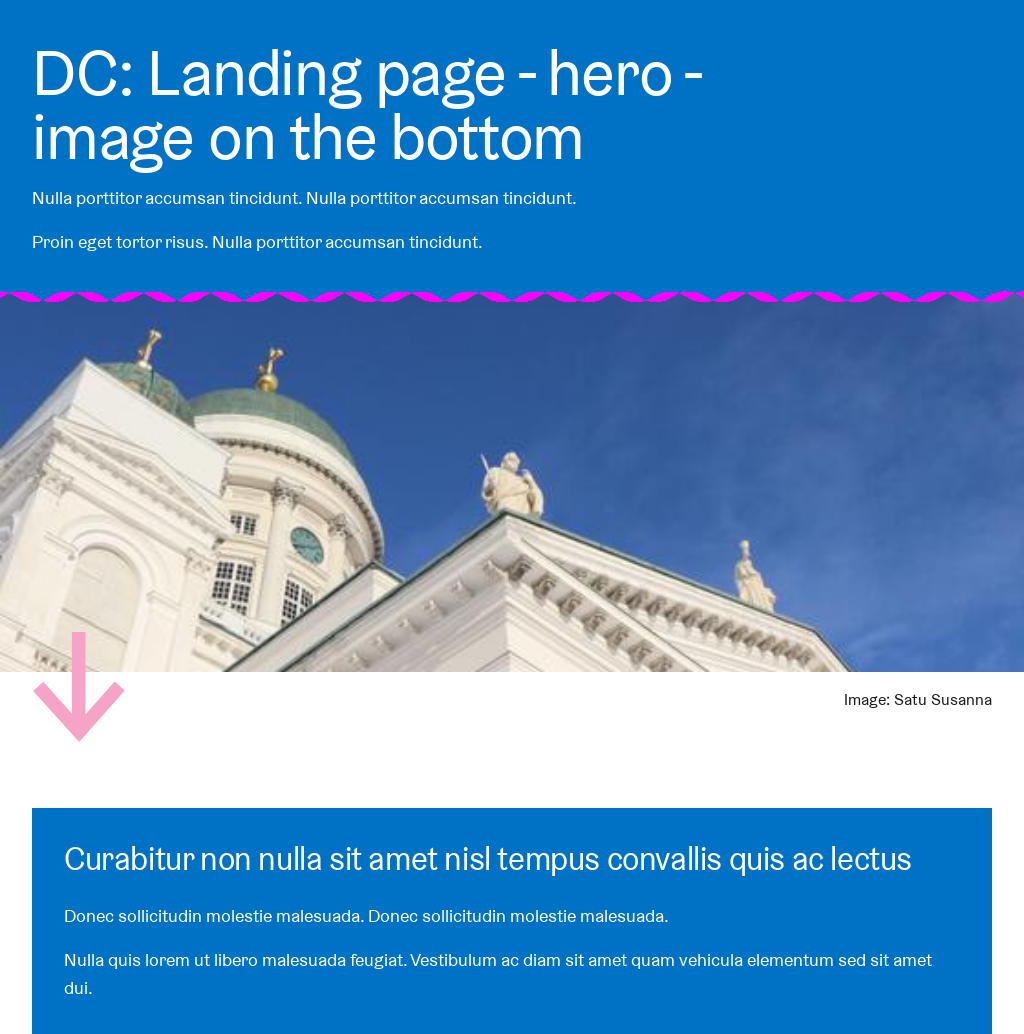 DC: Landing page - hero -
image on the bottom
Nulla porttitor accumsan tincidunt. Nulla porttitor accumsan tincidunt.
Proin eget tortor risus. Nulla porttitor accumsan tincidunt.
Image: Satu Susanna
Curabitur non nulla sit amet nisl tempus convallis quis ac lectus
Donec sollicitudin molestie malesuada. Donec sollicitudin molestie malesuada.
Nulla quis lorem ut libero malesuada feugiat. Vestibulum ac diam sit amet quam vehicula elementum sed sit amet
dui.